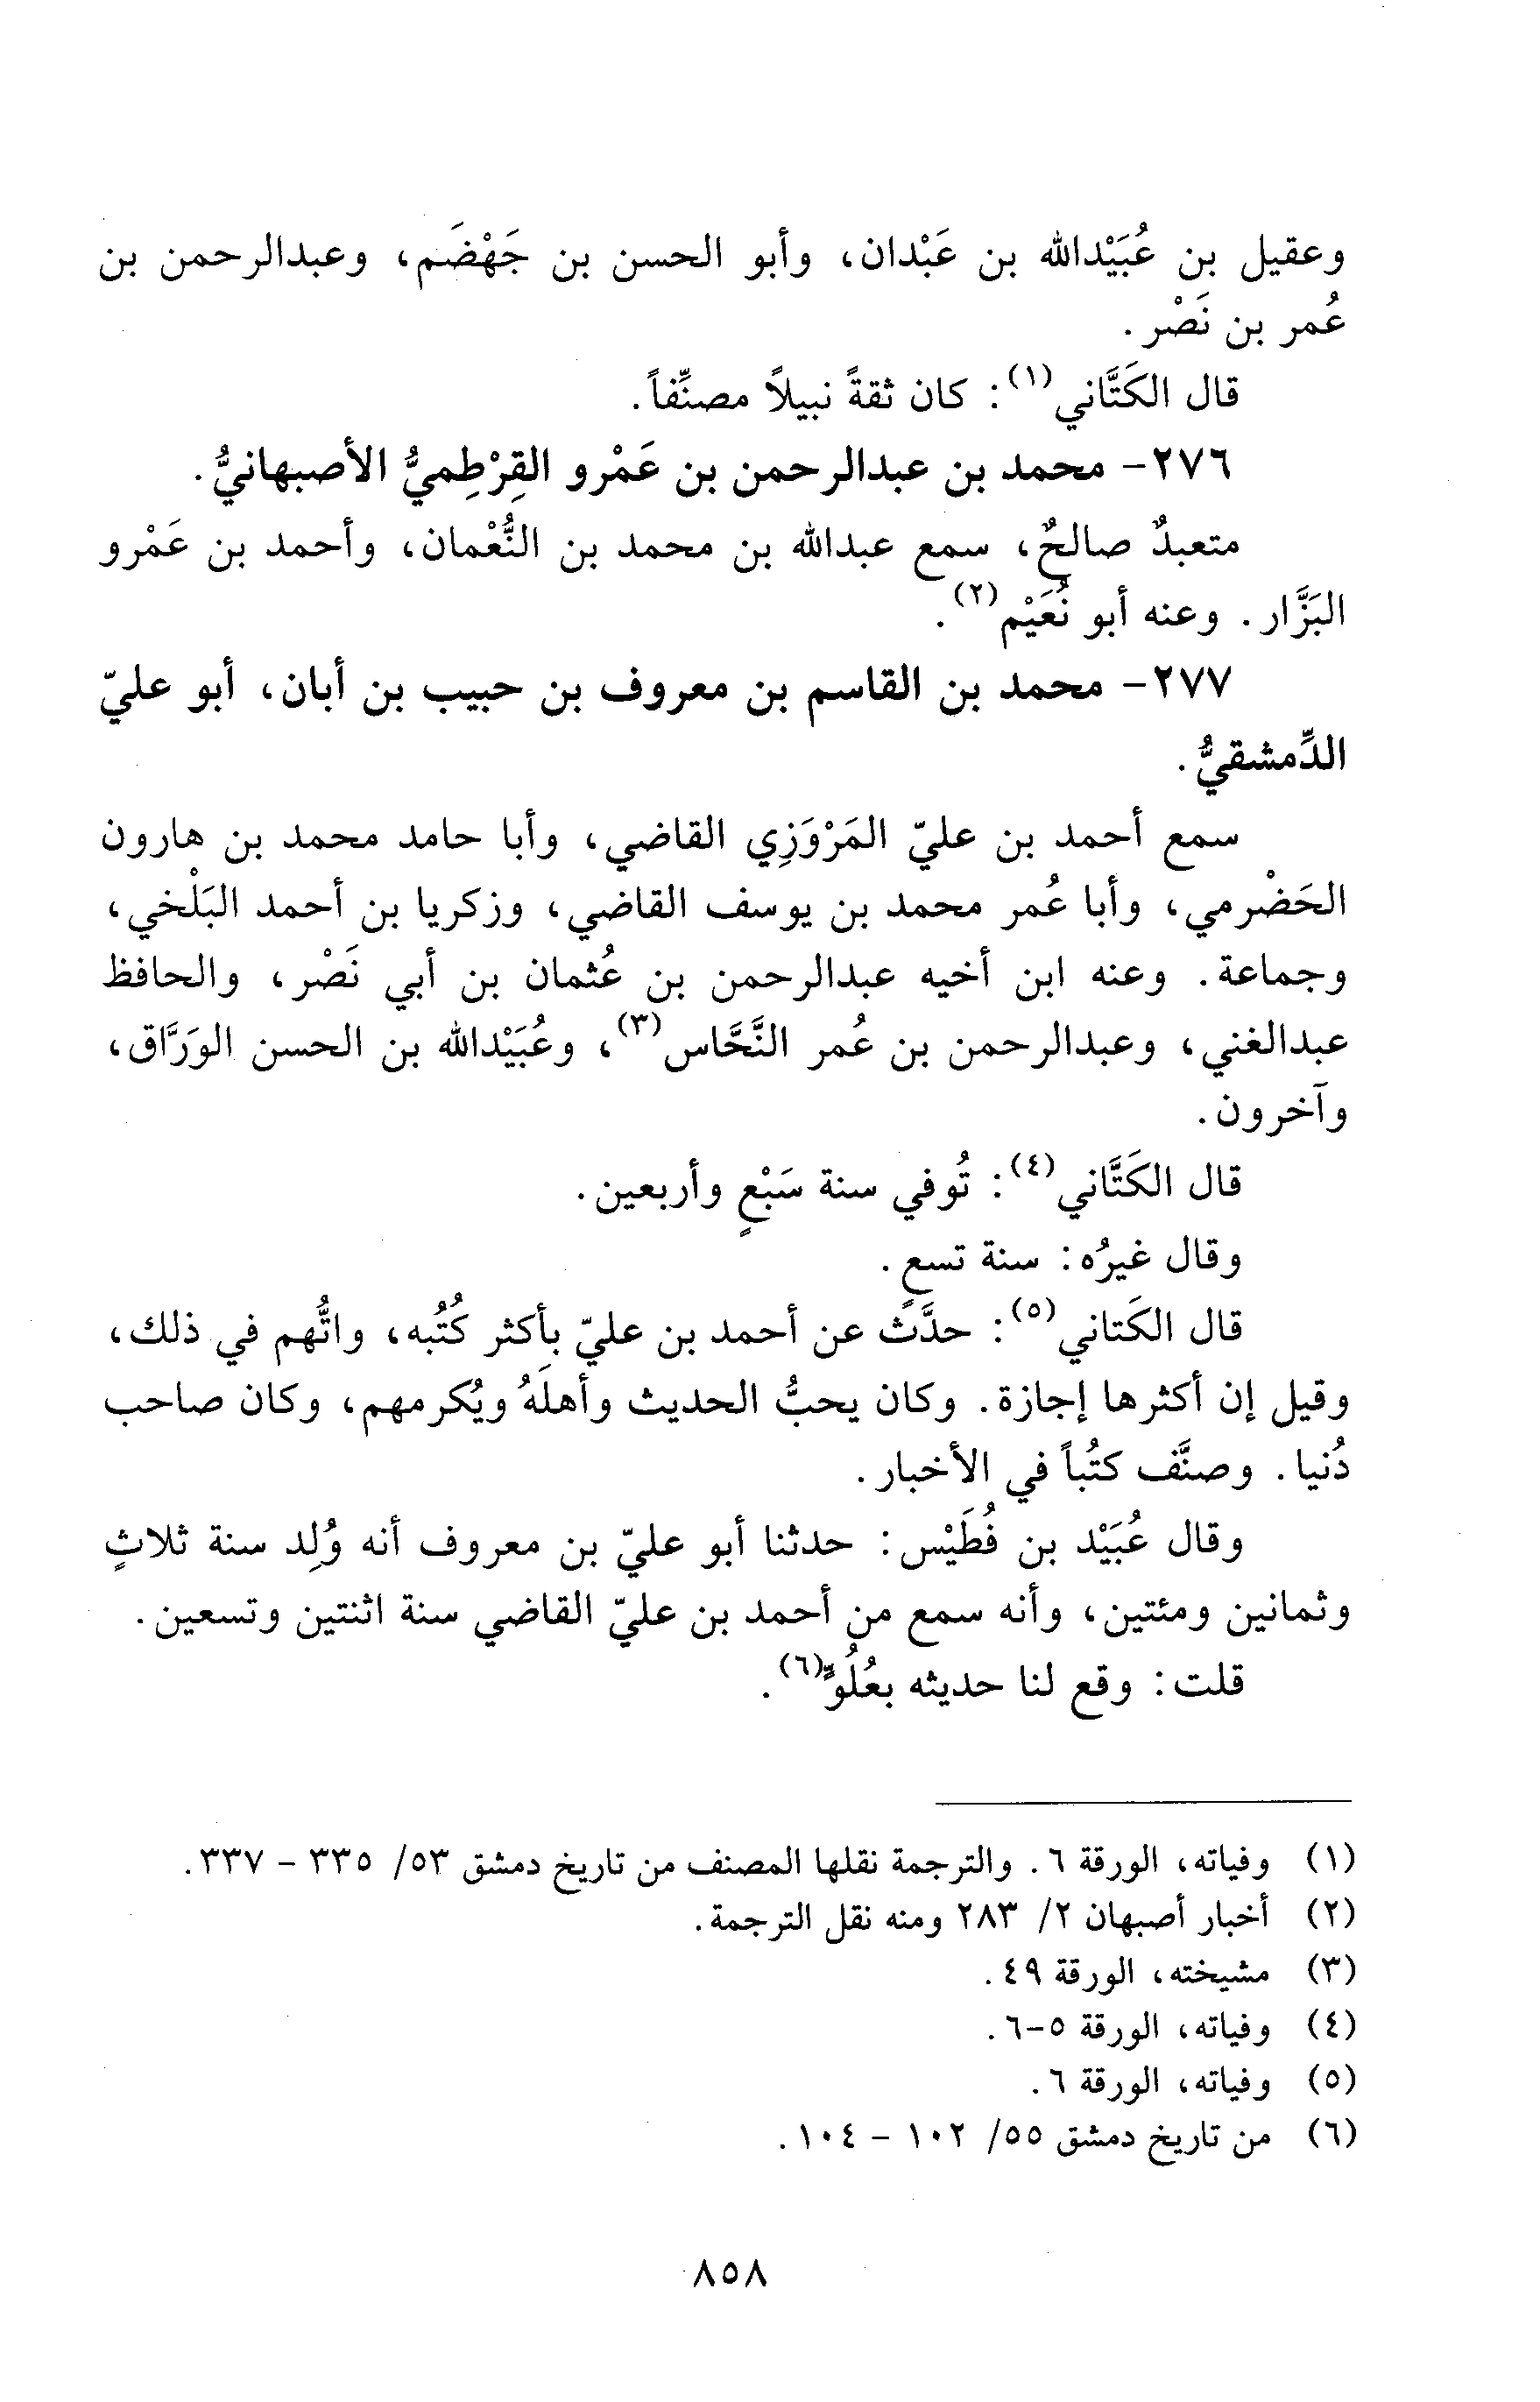 وعقيل بن عُبَيْدالله بن عَبْدان، وأبو الحسن بن جَهْضَم، وعبدالرحمن بن
عُمر بن نَصْر.
قال الكَتَّاني(١): كان ثقةً نبيلاً مصنِّفاً.
٢٧٦- محمد بن عبدالرحمن بن عَمْرو القِرْطِميُّ الأصبهانيُّ.
متعبدٌ صالحٌ، سمع عبدالله بن محمد بن النُّعْمان، وأحمد بن عَمْرو
البَزَّار. وعنه أبو نُعَيْم(٢).
٢٧٧- محمد بن القاسم بن معروف بن حبيب بن أبان، أبو عليّ
الدِّمشقيُّ.
سمع أحمد بن عليّ المَرْوَزِي القاضي، وأبا حامد محمد بن هارون
الحَضْرمي، وأبا عُمر محمد بن يوسف القاضي، وزكريا بن أحمد البَلْخي،
وجماعة. وعنه ابن أخيه عبدالرحمن بن عُثمان بن أبي نَصْر، والحافظ
عبدالغني، وعبدالرحمن بن عُمر النَّحَّاس(٣)، وعُبَيْدالله بن الحسن الورَّاق،
وآخرون.
قال الكَتَّاني(٤): تُوفي سنة سَبْعٍ وأربعين.
وقال غيرُه: سنة تسعٍ.
قال الكَتاني(٥): حدَّث عن أحمد بن عليّ بأكثر كُتُبه، واتُّهم في ذلك،
وقيل إن أكثرها إجازة. وكان يحبُّ الحديث وأهلَهُ ويُكرمهم، وكان صاحب
دُنيا. وصنَّف كتُباً في الأخبار.
وقال عُبَيْد بن فُطَيْس: حدثنا أبو عليّ بن معروف أنه وُلِد سنة ثلاثٍ
وثمانين ومئتين، وأنه سمع من أحمد بن عليّ القاضي سنة اثنتين وتسعين.
قلت: وقع لنا حديثه بعُلُوٍّ(٦).
(١) وفياته، الورقة ٦. والترجمة نقلها المصنف من تاريخ دمشق ٥٣/ ٣٣٥ - ٣٣٧.
(٢) أخبار أصبهان ٢/ ٢٨٣ ومنه نقل الترجمة.
(٣) مشيخته، الورقة ٤٩.
(٤) وفياته، الورقة ٥-٦.
(٥) وفياته، الورقة ٦.
(٦) من تاريخ دمشق ٥٥/ ١٠٢ - ١٠٤.
٨٥٨